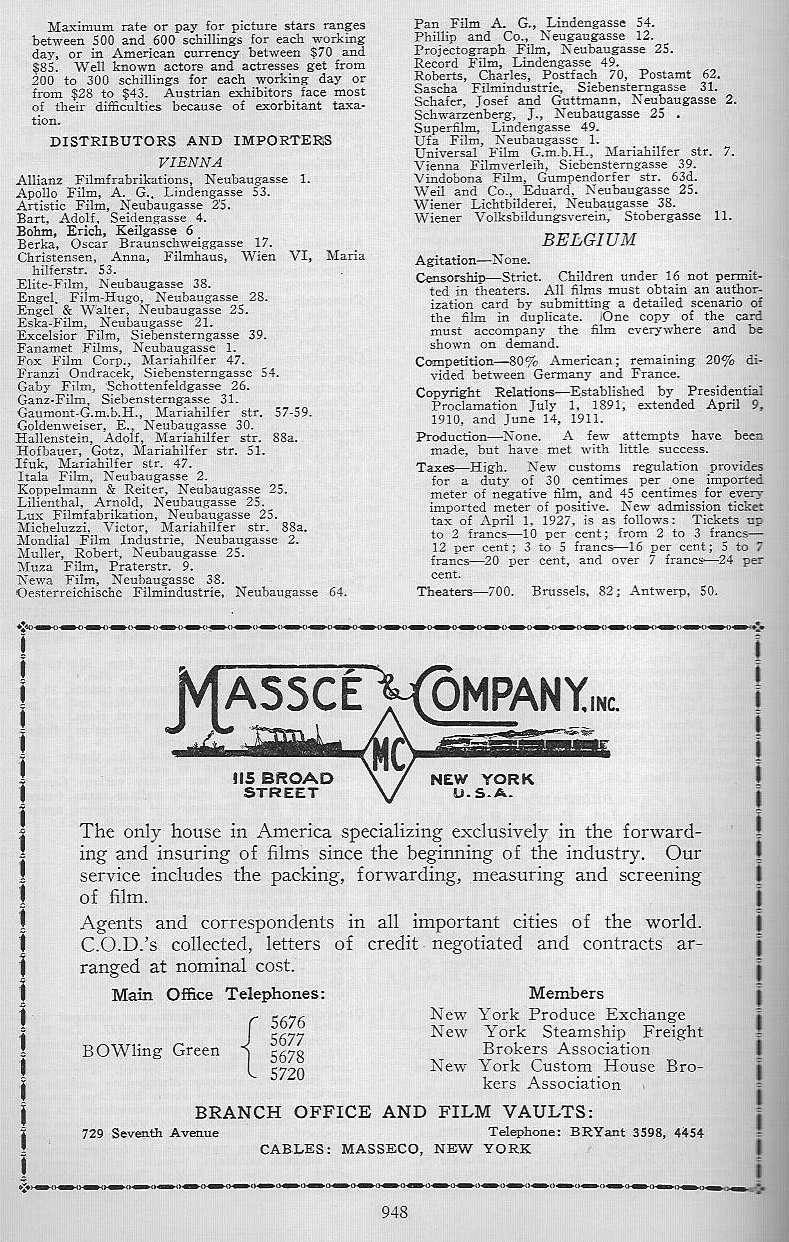 Maximum rate or pay for picture stars ranges
between 500 and 600 schillings for each working
day, or in American currency between $70 and
$85. Well known actors and actresses get from
200 to 300 schillings for each working day or
from $28 to $43. Austrian exhibitors face most
of their difficulties because of exorbitant taxa-
tion.
DISTRIBUTORS AND IMPORTERS
VIENNA
Allianz Filmfrabrikations, Neubaugasse 1.
Apollo Film, A. G., Lindengasse 53.
Artistic Film, Neubaugasse 25.
Bart, Adolf, Seidengasse 4.
Bohm, Erich, Keilgasse 6
Berka, Oscar Braunschweiggasse 17.
Christensen, Anna, Filmhaus, Wien VI, Maria
hilferstr. 53.
Elite-Film, Neubaugasse 38.
Engel, Film-Hugo, Neubaugasse 28.
Engel & Walter, Neubaugasse 25.
Eska-Film, Neubaugasse 21.
Excelsior Film, Siebensterngasse 39.
Fanamet Films, Neubaugasse 1.
Fox Film Corp., Mariahilfer 47.
Franzi Ondracek, Siebensterngasse 54.
Gaby Film, Schottenfeldgasse 26.
Ganz-Film, Siebensterngasse 31.
Gaumont-G.m.b.H., Mariahilfer str. 57-59.
Goldenweiser, E., Neubaugasse 30.
Hallenstein, Adolf, Mariahilfer str. 88a.
Hofbauer, Gotz, Mariahilfer str. 51.
Ifuk, Mariahilfer str. 47.
Itala Film, Neubaugasse 2.
Koppelmann & Reiter, Neubaugasse 25.
Lilienthal, Arnold, Neubaugasse 25.
Lux Filmfabrikation, Neubaugasse 25.
Micheluzzi, Victor, Mariahilfer str. 88a.
Mondial Film Industrie, Neubaugasse 2.
Muller, Robert, Neubaugasse 25.
Muza Film, Praterstr. 9.
Newa Film, Neubaugasse 38.
Oesterreichische Filmindustrie, Neubaugasse 64.
Pan Film A. G., Lindengasse 54.
Phillip and Co., Neugaugasse 12.
Projectograph Film, Neubaugasse 25.
Record Film, Lindengasse 49.
Roberts, Charles, Postfach 70, Postamt 62.
Sascha Filmindustrie, Siebensterngasse 31.
Schafer, Josef and Guttmann, Neubaugasse 2.
Schwarzenberg, J., Neubaugasse 25 .
Superfilm, Lindengasse 49.
Ufa Film, Neubaugasse 1.
Universal Film G.m.b.H., Mariahilfer str. 7.
Vienna Filmverleih, Siebensterngasse 39.
Vindobona Film, Gumpendorfer str. 63d.
Weil and Co., Eduard, Neubaugasse 25.
Wiener Lichtbilderei, Neubaugasse 38.
Wiener Volksbildungsverein, Stobergasse 11.
BELGIUM
Agitation—None.
Censorship—Strict. Children under 16 not permit-
ted in theaters. All films must obtain an author-
ization card by submitting a detailed scenario of
the film in duplicate. One copy of the card
must accompany the film everywhere and be
shown on demand.
Competition—80% American; remaining 20% di-
vided between Germany and France.
Copyright Relations—Established by Presidential
Proclamation July 1, 1891, extended April 9,
1910, and June 14, 1911.
Production—None. A few attempts have been
made, but have met with little success.
Taxes—High. New customs regulation provides
for a duty of 30 centimes per one imported
meter of negative film, and 45 centimes for every
imported meter of positive. New admission ticket
tax of April 1, 1927, is as follows: Tickets up
to 2 francs—10 per cent; from 2 to 3 francs—
12 per cent; 3 to 5 francs—16 per cent; 5 to 7
francs—20 per cent, and over 7 francs—24 per
cent.
Theaters—700. Brussels, 82; Antwerp, 50.
MASSCÉ & COMPANY, INC.
MC
115 BROAD STREET
NEW YORK U.S.A.
The only house in America specializing exclusively in the forward-
ing and insuring of films since the beginning of the industry. Our
service includes the packing, forwarding, measuring and screening
of film.
Agents and correspondents in all important cities of the world.
C.O.D.'s collected, letters of credit negotiated and contracts ar-
ranged at nominal cost.
Main Office Telephones:
BOWling Green
5676
5677
5678
5720
Members
New York Produce Exchange
New York Steamship Freight
Brokers Association
New York Custom House Bro-
kers Association
BRANCH OFFICE AND FILM VAULTS:
729 Seventh Avenue Telephone: BRYant 3598, 4454
CABLES: MASSECO, NEW YORK
948